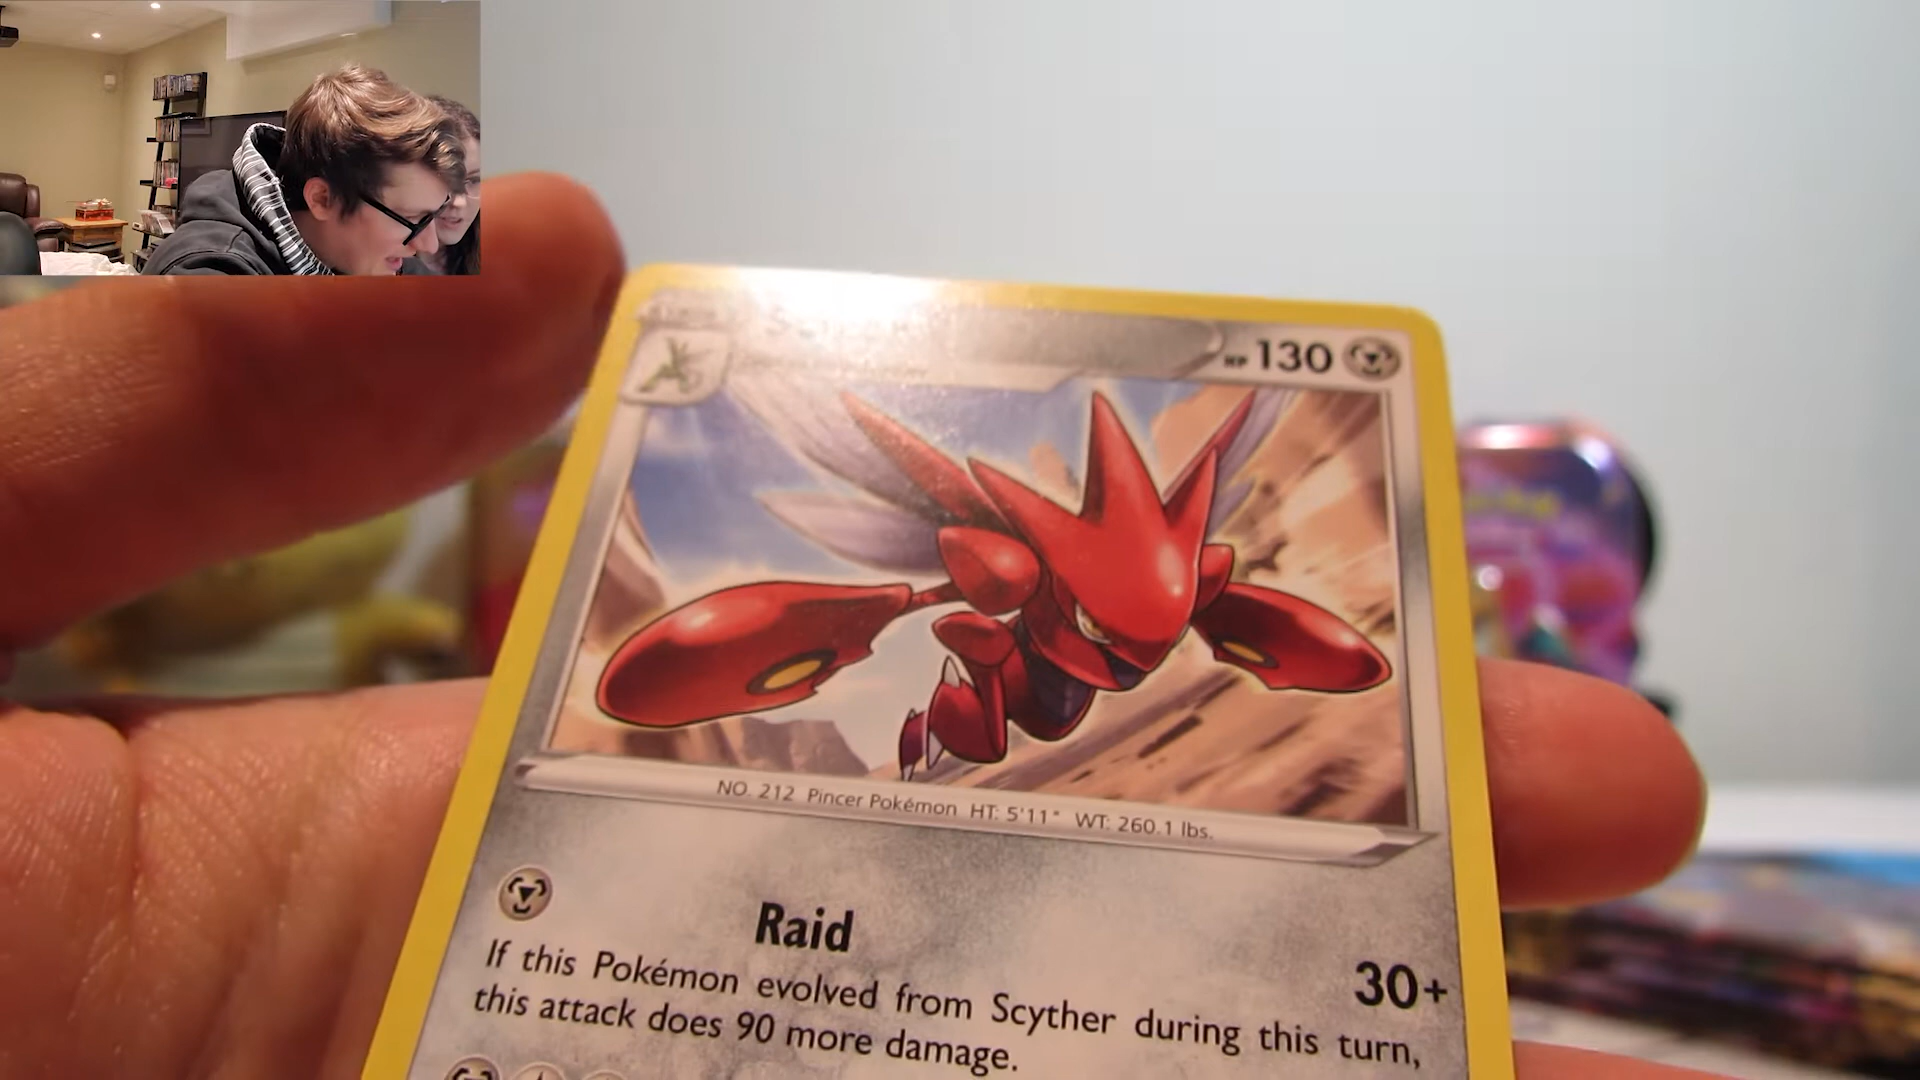 Scizor
HP 130
NO. 212 Pincer Pokémon HT: 5'11" WT: 260.1 lbs.
Raid
30+
If this Pokémon evolved from Scyther during this turn,
this attack does 90 more damage.